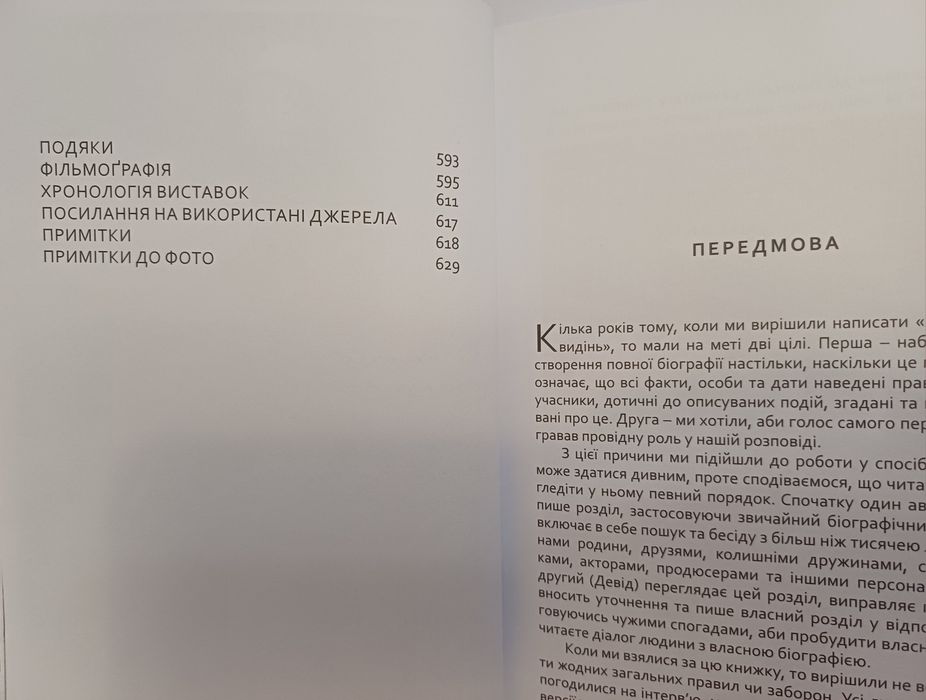 ПОДЯКИ 593
ФІЛЬМОҐРАФІЯ 595
ХРОНОЛОГІЯ ВИСТАВОК 611
ПОСИЛАННЯ НА ВИКОРИСТАНІ ДЖЕРЕЛА 617
ПРИМІТКИ 618
ПРИМІТКИ ДО ФОТО 629
ПЕРЕДМОВА
Кілька років тому, коли ми вирішили написати «
видінь», то мали на меті дві цілі. Перша – наб
створення повної біографії настільки, наскільки це
означає, що всі факти, особи та дати наведені прав
учасники, дотичні до описуваних подій, згадані та
вані про це. Друга – ми хотіли, аби голос самого пер
гравав провідну роль у нашій розповіді.
З цієї причини ми підійшли до роботи у спосіб
може здатися дивним, проте сподіваємося, що чита
гледіти у ньому певний порядок. Спочатку один ав
пише розділ, застосовуючи звичайний біографічни
включає в себе пошук та бесіду з більш ніж тисячею
нами родини, друзями, колишніми дружинами, с
ками, акторами, продюсерами та іншими персона
другий (Девід) переглядає цей розділ, виправляє
вносить уточнення та пише власний розділ у відпо
говуючись чужими спогадами, аби пробудити власн
читаєте діалог людини з власною біографією.
Коли ми взялися за цю книжку, то вирішили не в
ти жодних загальних правил чи заборон. Усі
погодилися на інтерв'ю,
версії